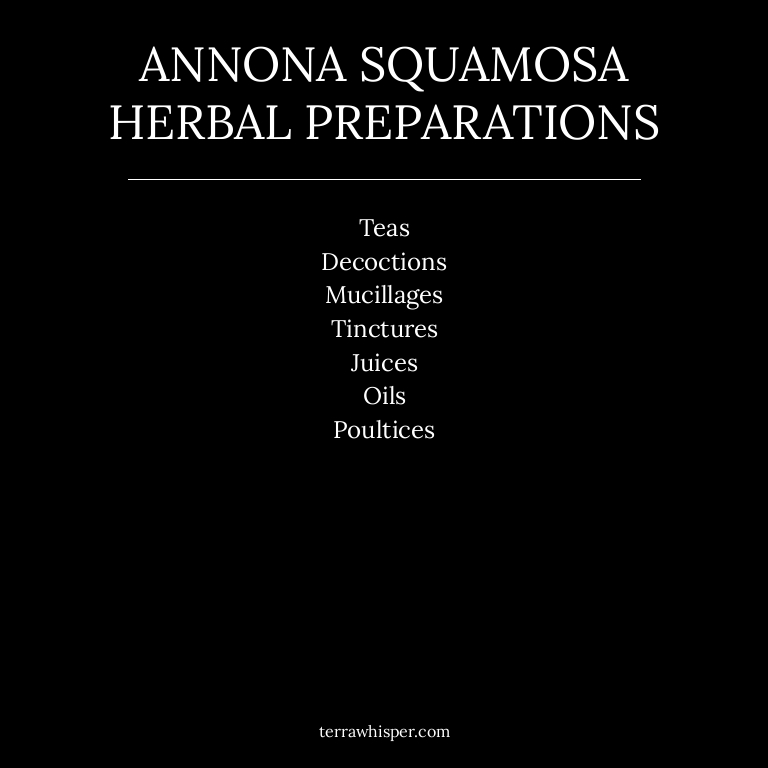 ANNONA SQUAMOSA
HERBAL PREPARATIONS
Teas
Decoctions
Mucillages
Tinctures
Juices
Oils
Poultices
terrawhisper.com